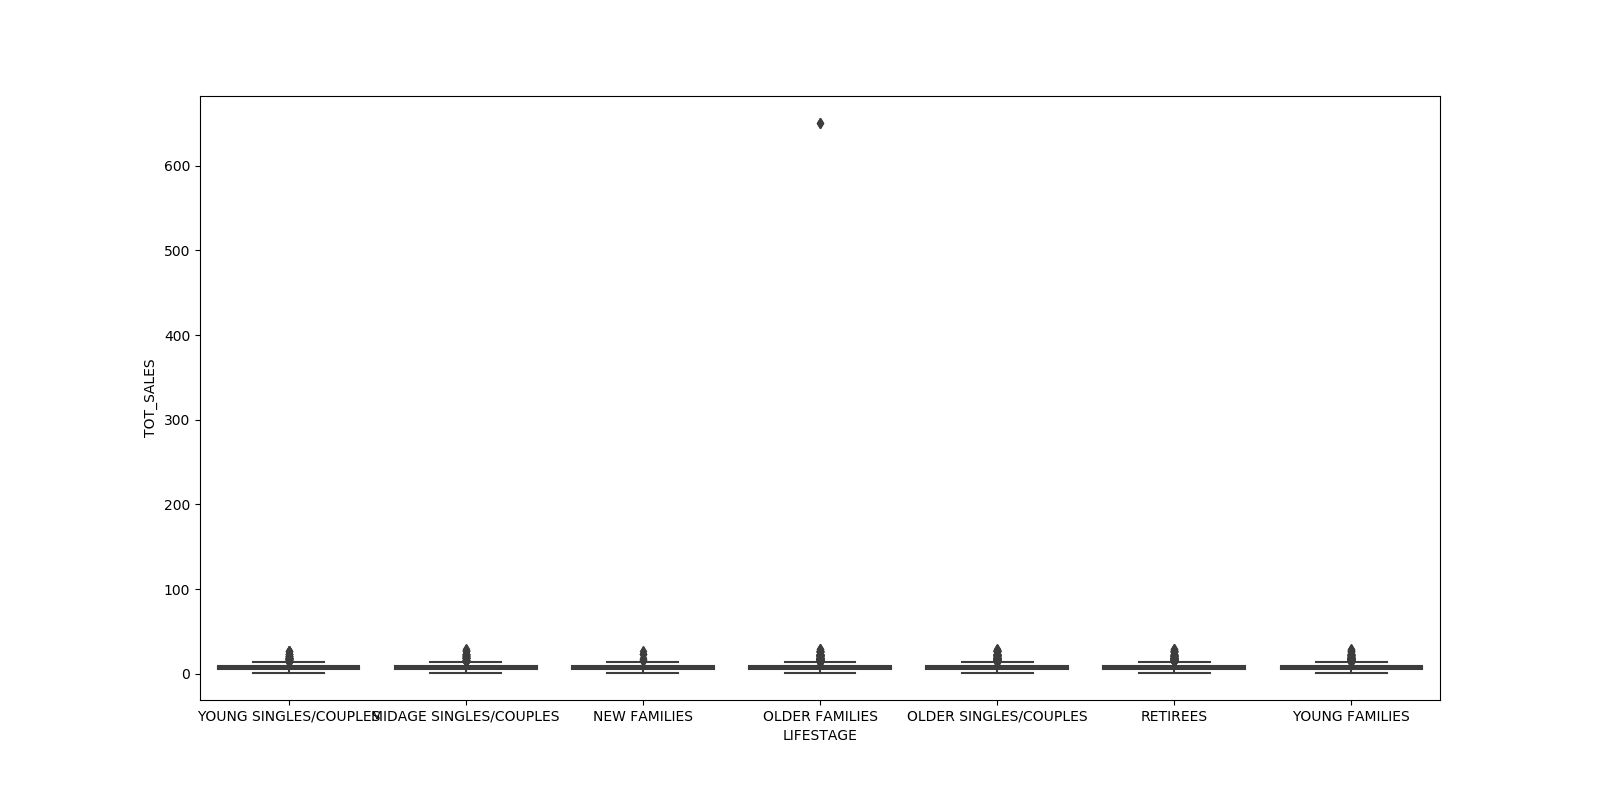 600
500
400
300
200
100
0
TOT_SALES
YOUNG SINGLES/COUPLES
MIDAGE SINGLES/COUPLES
NEW FAMILIES
OLDER FAMILIES
OLDER SINGLES/COUPLES
RETIREES
YOUNG FAMILIES
LIFESTAGE